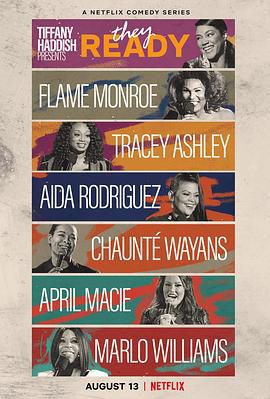 A NETFLIX COMEDY SERIES
TIFFANY
HADDISH
PRESENTS
they
READY
FLAME MONROE
TRACEY ASHLEY
AIDA RODRIGUEZ
CHAUNTÉ WAYANS
APRIL MACIE
MARLO WILLIAMS
AUGUST 13 | NETFLIX